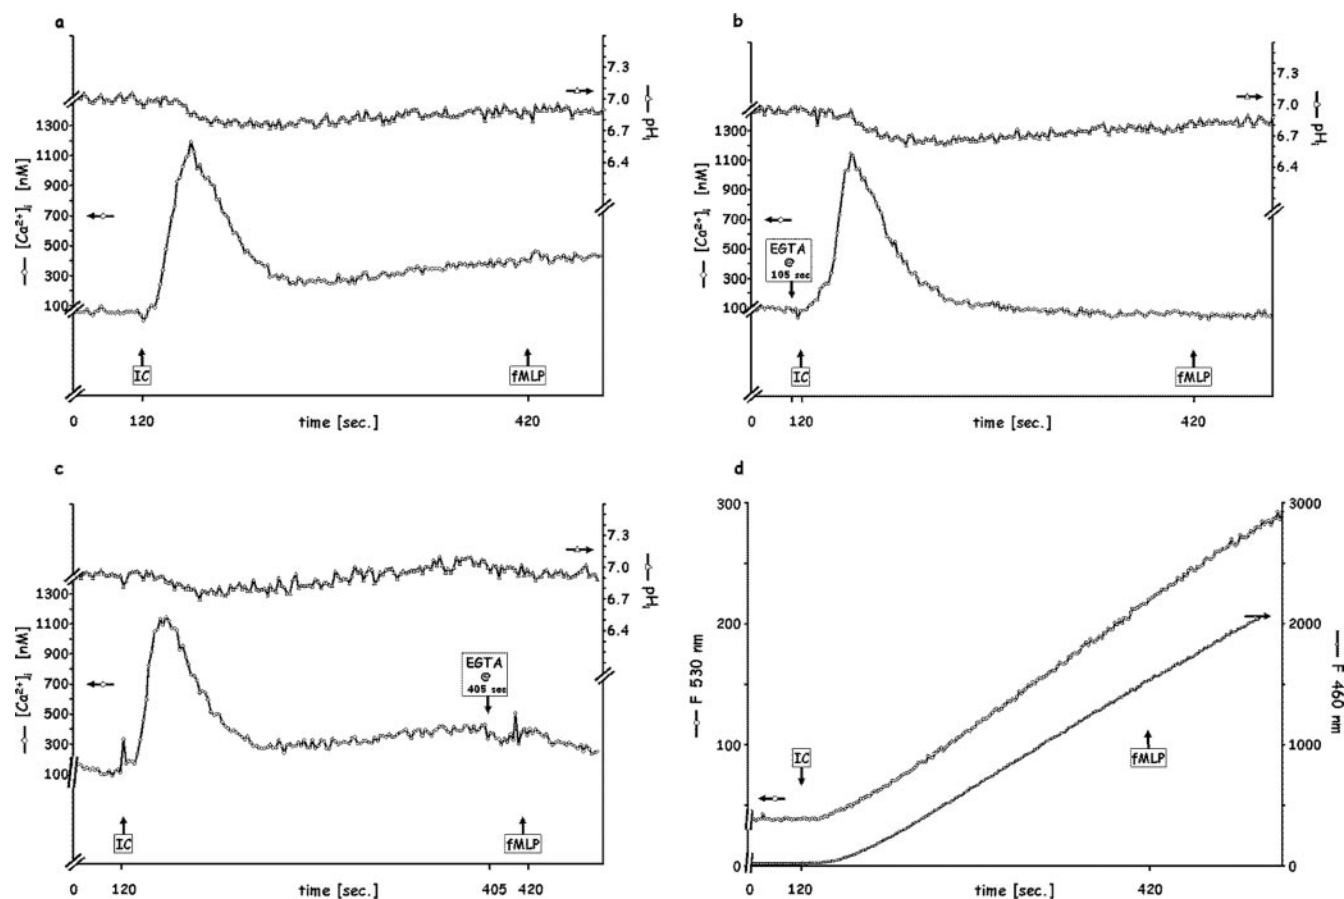 a
7.3
7.0
6.7
6.4
pHi
1300
1100
900
700
500
300
100
[Ca²⁺]i [nM]
IC
fMLP
0 120 time [sec.] 420
b
7.3
7.0
6.7
6.4
pHi
1300
1100
900
700
500
300
100
[Ca²⁺]i [nM]
EGTA
@
105 sec
IC
fMLP
0 120 time [sec.] 420
c
7.3
7.0
6.7
6.4
pHi
1300
1100
900
700
500
300
100
[Ca²⁺]i [nM]
EGTA
@
405 sec
IC
fMLP
0 120 time [sec.] 405 420
d
300
200
100
0
F 530 nm
3000
2000
1000
0
F 460 nm
IC
fMLP
0 120 time [sec.] 420